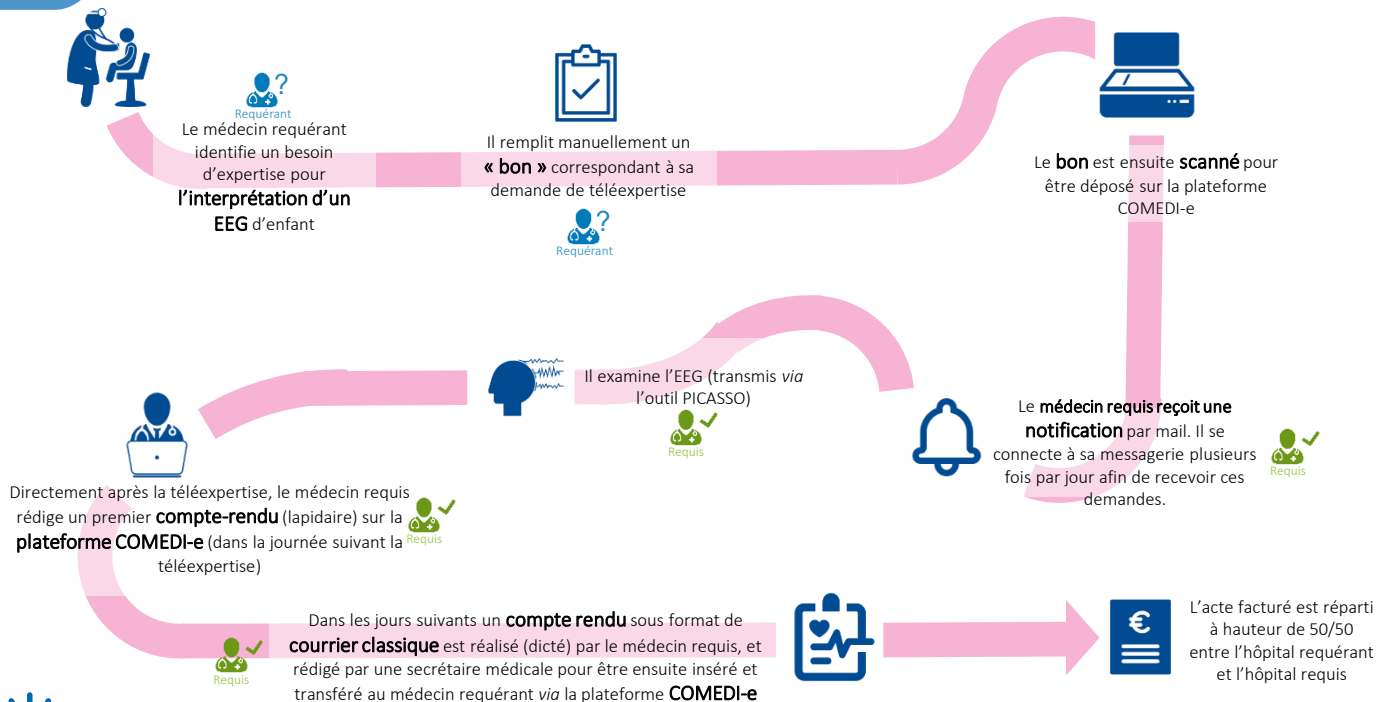 ?
Requérant
Le médecin requérant
identifie un besoin
d’expertise pour
l’interprétation d’un
EEG d’enfant
Il remplit manuellement un
« bon » correspondant à sa
demande de téléexpertise
?
Requérant
Le bon est ensuite scanné pour
être déposé sur la plateforme
COMEDI-e
Le médecin requis reçoit une
notification par mail. Il se
connecte à sa messagerie plusieurs
fois par jour afin de recevoir ces
demandes.
Requis
Il examine l’EEG (transmis via
l’outil PICASSO)
Requis
Directement après la téléexpertise, le médecin requis
rédige un premier compte-rendu (lapidaire) sur la
plateforme COMEDI-e (dans la journée suivant la
téléexpertise)
Requis
Requis
Dans les jours suivants un compte rendu sous format de
courrier classique est réalisé (dicté) par le médecin requis, et
rédigé par une secrétaire médicale pour être ensuite inséré et
transféré au médecin requérant via la plateforme COMEDI-e
€
L’acte facturé est réparti
à hauteur de 50/50
entre l’hôpital requérant
et l’hôpital requis